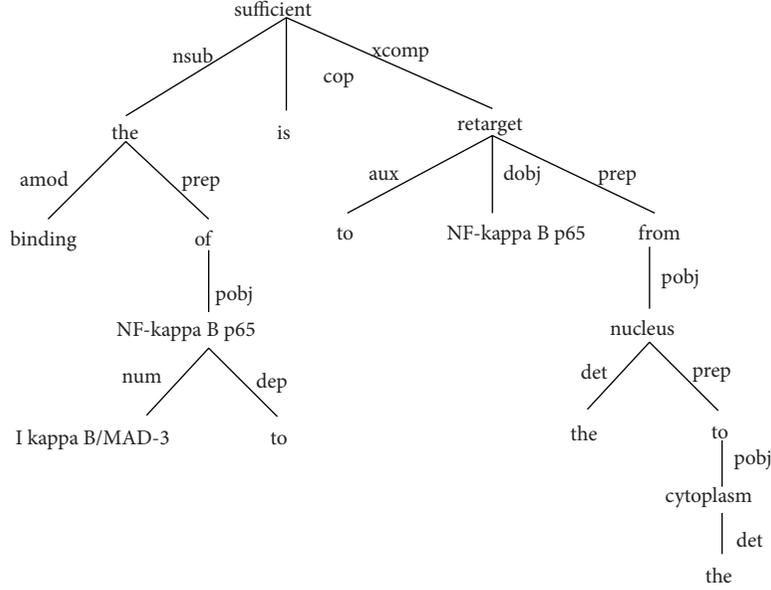 sufficient
nsub
cop
xcomp
the
is
retarget
amod
prep
aux
dobj
prep
binding
of
to
NF-kappa B p65
from
pobj
pobj
NF-kappa B p65
nucleus
num
dep
det
prep
I kappa B/MAD-3
to
the
to
pobj
cytoplasm
det
the